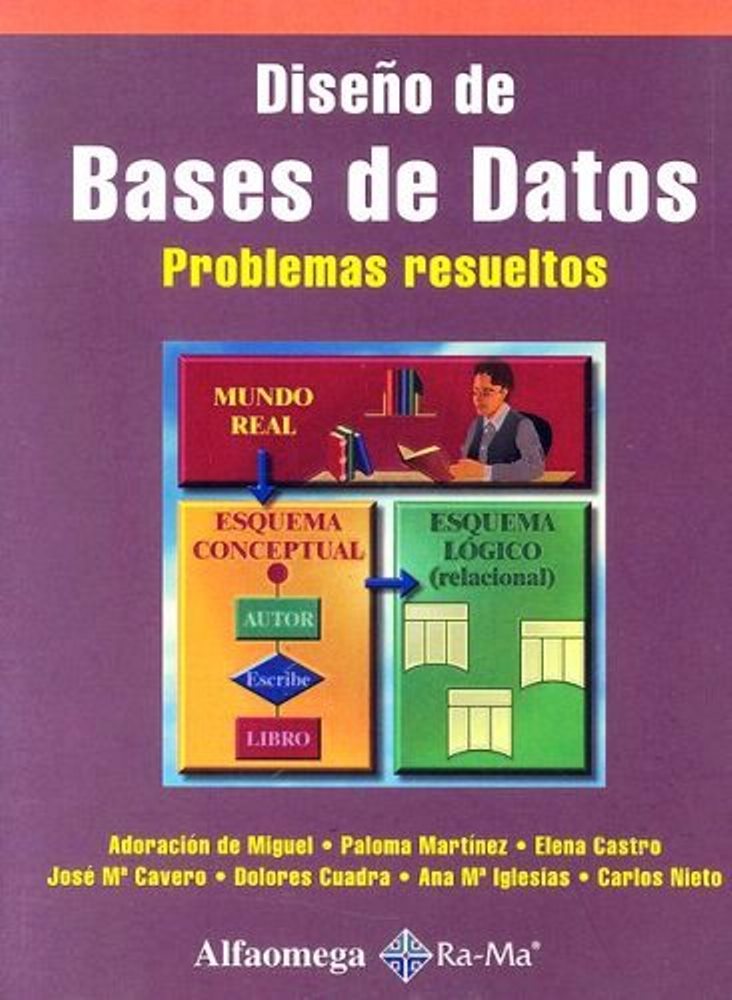 Diseño de
Bases de Datos
Problemas resueltos
MUNDO
REAL
ESQUEMA
CONCEPTUAL
AUTOR
Escribe
LIBRO
ESQUEMA
LÓGICO
(relacional)
Adoración de Miguel • Paloma Martínez • Elena Castro
José Mª Cavero • Dolores Cuadra • Ana Mª Iglesias • Carlos Nieto
Alfaomega Ra-Ma®